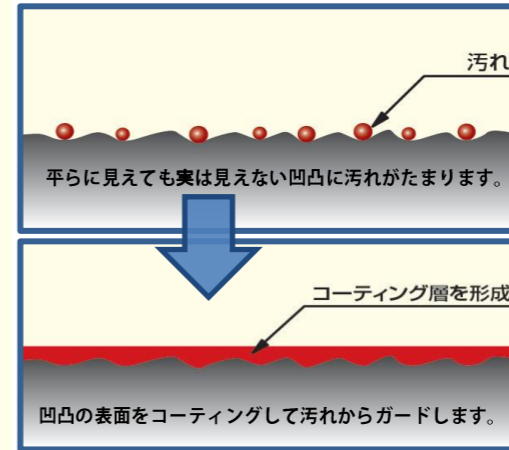 汚れ
平らに見えても実は見えない凹凸に汚れがたまります。
コーティング層を形成
凹凸の表面をコーティングして汚れからガードします。